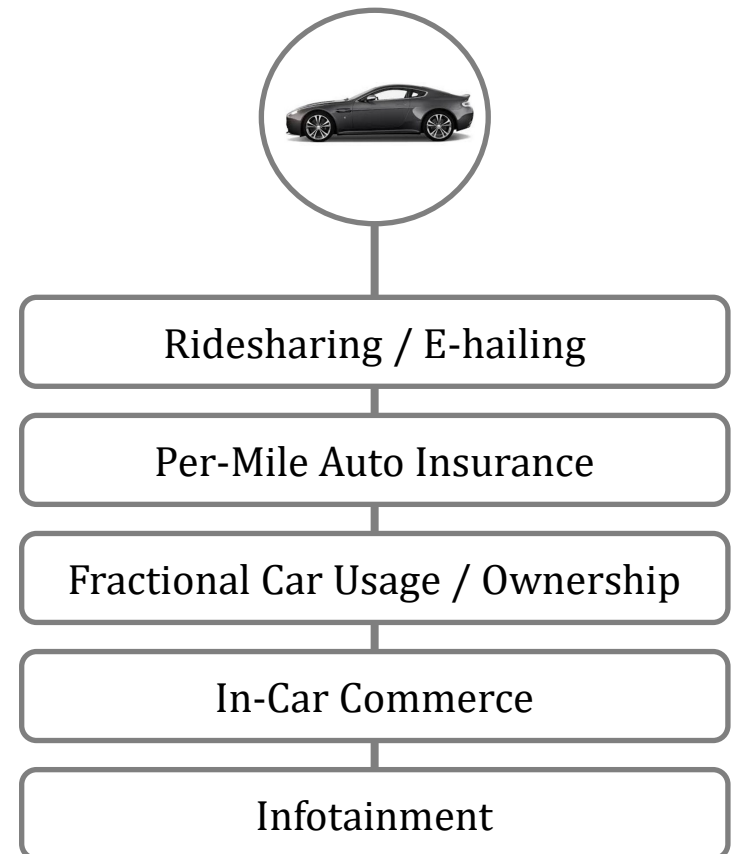 Ridesharing / E-hailing
Per-Mile Auto Insurance
Fractional Car Usage / Ownership
In-Car Commerce
Infotainment